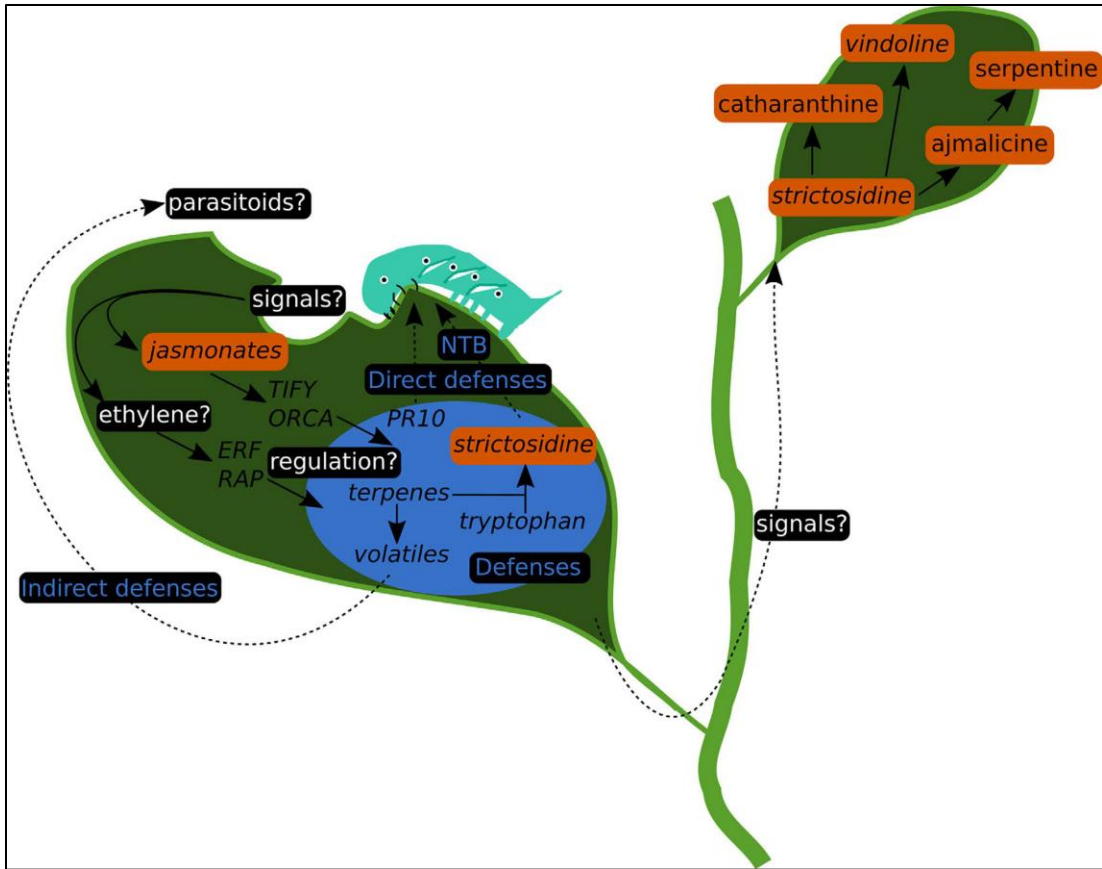 vindoline
serpentine
catharanthine
ajmalicine
strictosidine
parasitoids?
signals?
jasmonates
NTB
Direct defenses
TIFY
ORCA
PR10
ethylene?
ERF
RAP
regulation?
strictosidine
terpenes
tryptophan
volatiles
Defenses
Indirect defenses
signals?